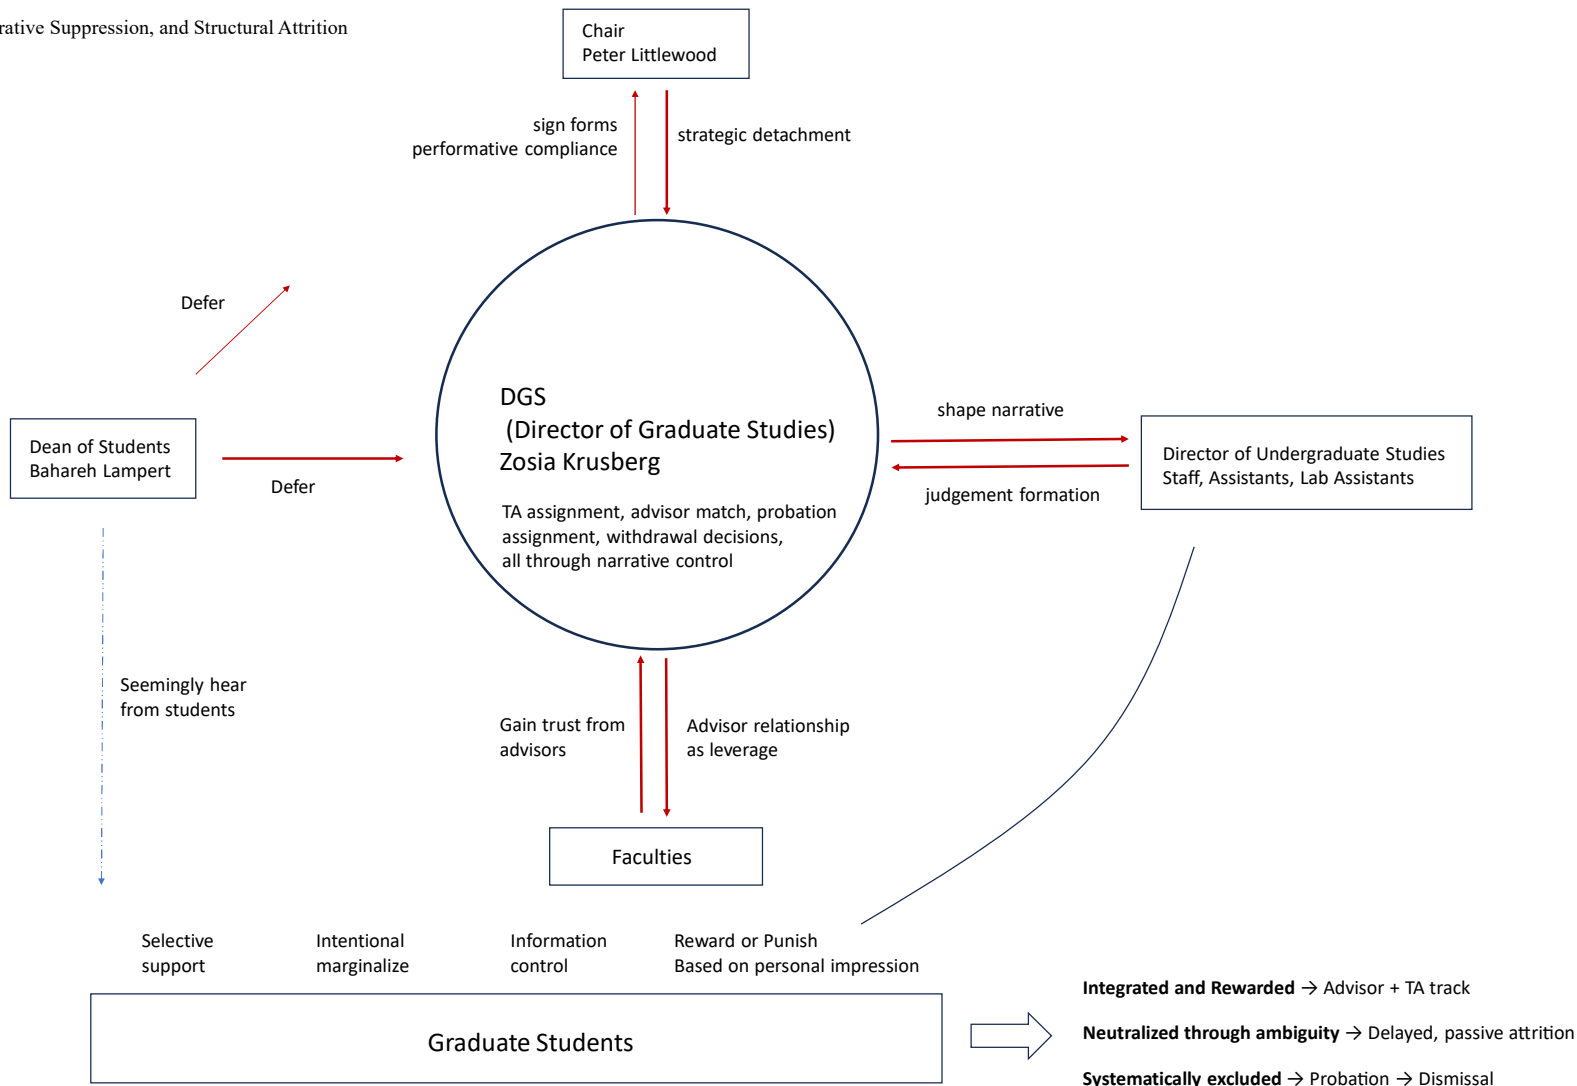 rative Suppression, and Structural Attrition
Chair
Peter Littlewood
sign forms
performative compliance
strategic detachment
Defer
DGS
(Director of Graduate Studies)
Zosia Krusberg
TA assignment, advisor match, probation
assignment, withdrawal decisions,
all through narrative control
Dean of Students
Bahareh Lampert
Defer
shape narrative
judgement formation
Director of Undergraduate Studies
Staff, Assistants, Lab Assistants
Seemingly hear
from students
Gain trust from
advisors
Advisor relationship
as leverage
Faculties
Selective
support
Intentional
marginalize
Information
control
Reward or Punish
Based on personal impression
Graduate Students
Integrated and Rewarded → Advisor + TA track
Neutralized through ambiguity → Delayed, passive attrition
Systematically excluded → Probation → Dismissal